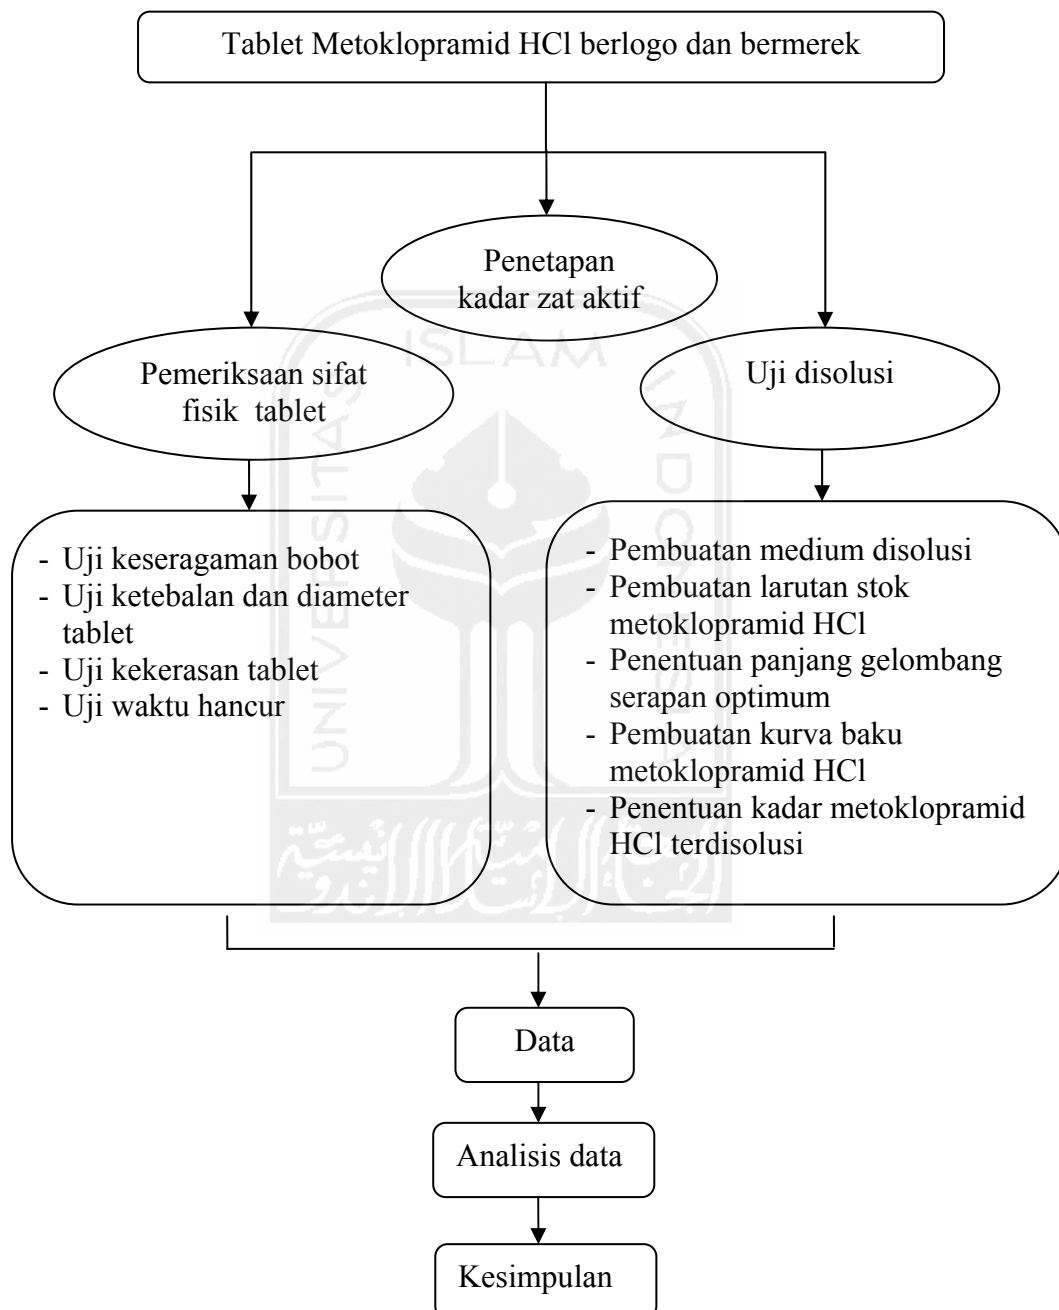 Tablet Metoklopramid HCl berlogo dan bermerek
Penetapan
kadar zat aktif
Pemeriksaan sifat
fisik tablet
Uji disolusi
- Uji keseragaman bobot
- Uji ketebalan dan diameter
tablet
- Uji kekerasan tablet
- Uji waktu hancur
- Pembuatan medium disolusi
- Pembuatan larutan stok
metoklopramid HCl
- Penentuan panjang gelombang
serapan optimum
- Pembuatan kurva baku
metoklopramid HCl
- Penentuan kadar metoklopramid
HCl terdisolusi
Data
Analisis data
Kesimpulan
UNIVERSITAS
ISLAM
INDONESIA